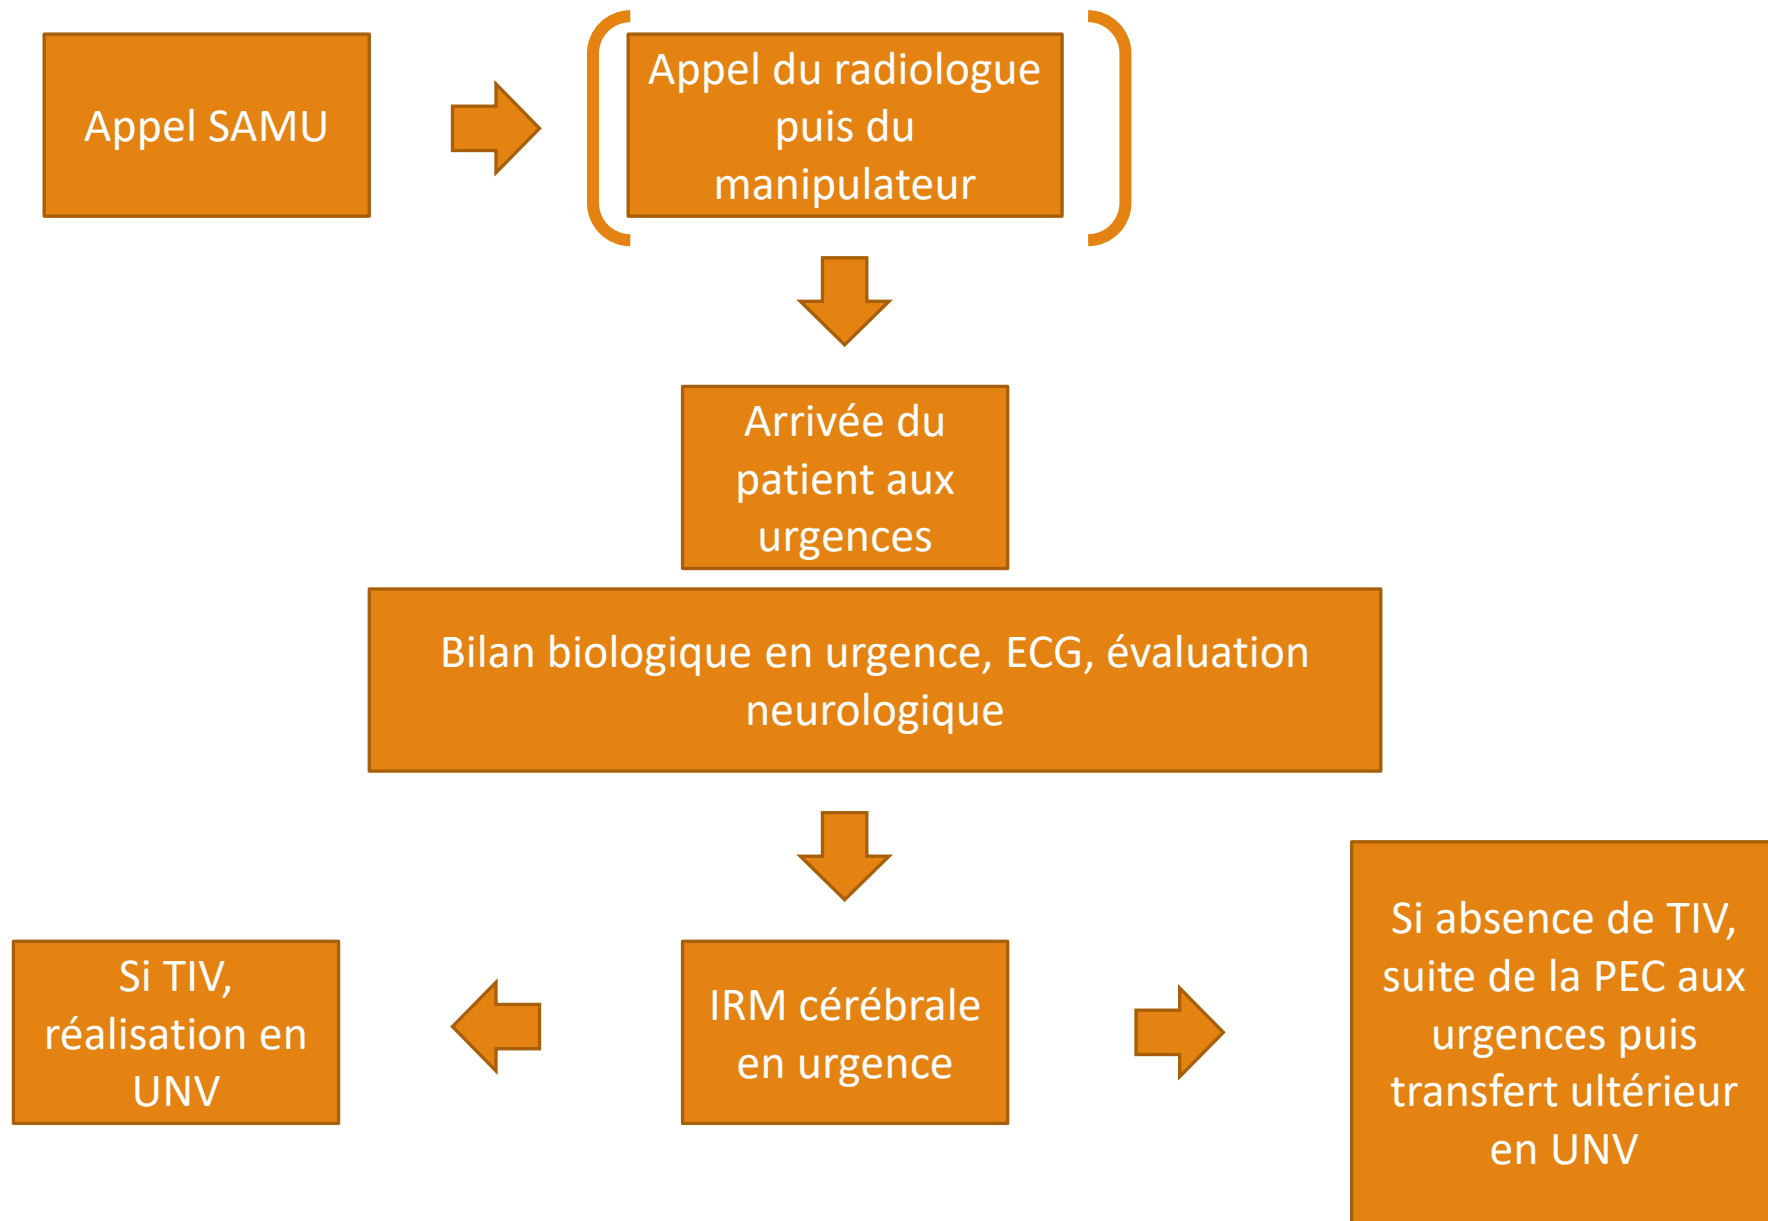 Appel SAMU
Appel du radiologue
puis du
manipulateur
Arrivée du
patient aux
urgences
Bilan biologique en urgence, ECG, évaluation
neurologique
Si TIV,
réalisation en
UNV
IRM cérébrale
en urgence
Si absence de TIV,
suite de la PEC aux
urgences puis
transfert ultérieur
en UNV